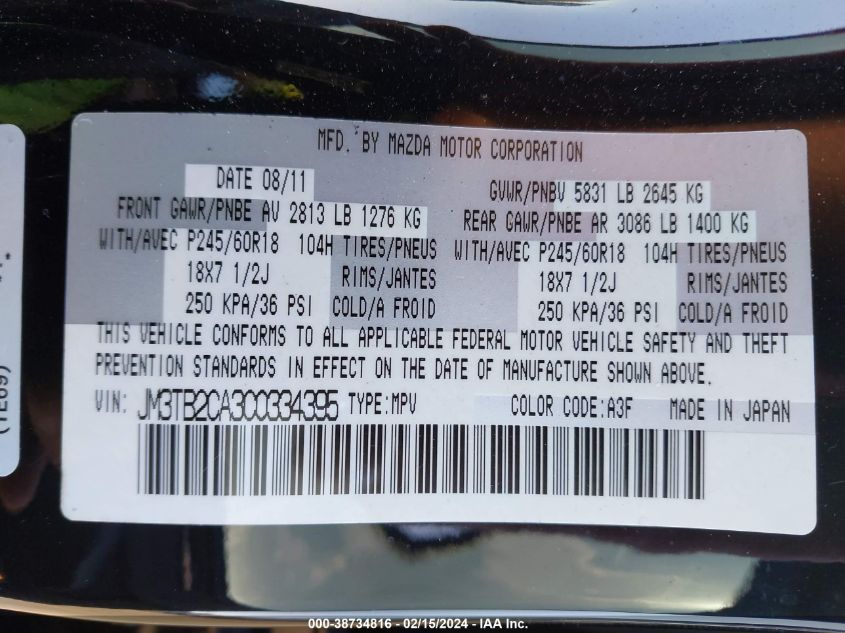 MFD. BY MAZDA MOTOR CORPORATION
DATE 08/11 GVWR/PNBV 5831 LB 2645 KG
FRONT GAWR/PNBE AV 2813 LB 1276 KG REAR GAWR/PNBE AR 3086 LB 1400 KG
WITH/AVEC P245/60R18 104H TIRES/PNEUS WITH/AVEC P245/60R18 104H TIRES/PNEUS
18X7 1/2J RIMS/JANTES 18X7 1/2J RIMS/JANTES
250 KPA/36 PSI COLD/A FROID 250 KPA/36 PSI COLD/A FROID
THIS VEHICLE CONFORMS TO ALL APPLICABLE FEDERAL MOTOR VEHICLE SAFETY AND THEFT
PREVENTION STANDARDS IN EFFECT ON THE DATE OF MANUFACTURE SHOWN ABOVE.
VIN: JM3TB2CA3C0334395 TYPE:MPV COLOR CODE:A3F MADE IN JAPAN
000-38734816 - 02/15/2024 - IAA Inc.